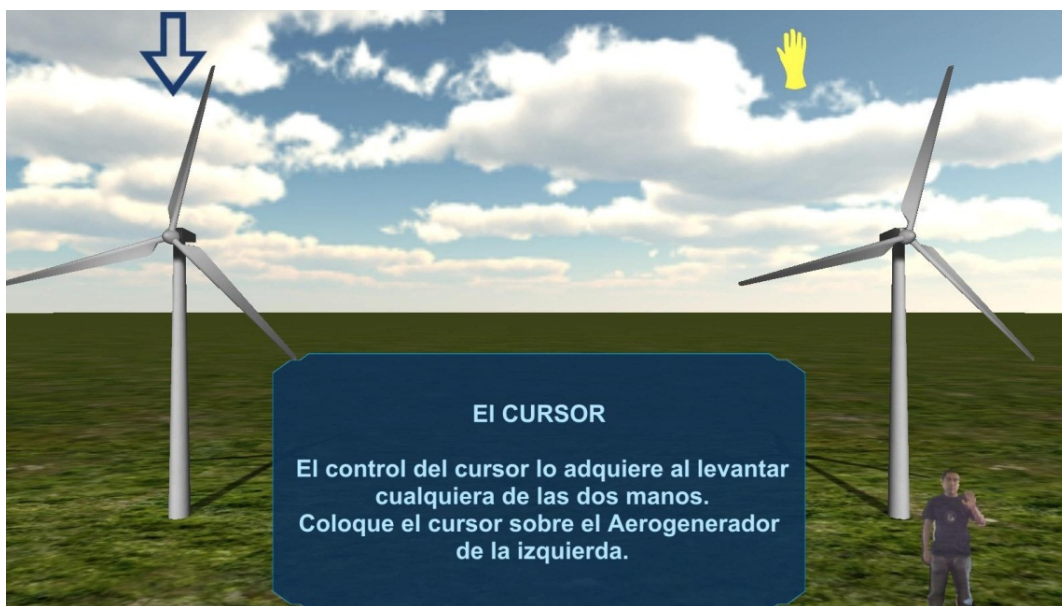 El CURSOR
El control del cursor lo adquiere al levantar
cualquiera de las dos manos.
Coloque el cursor sobre el Aerogenerador
de la izquierda.